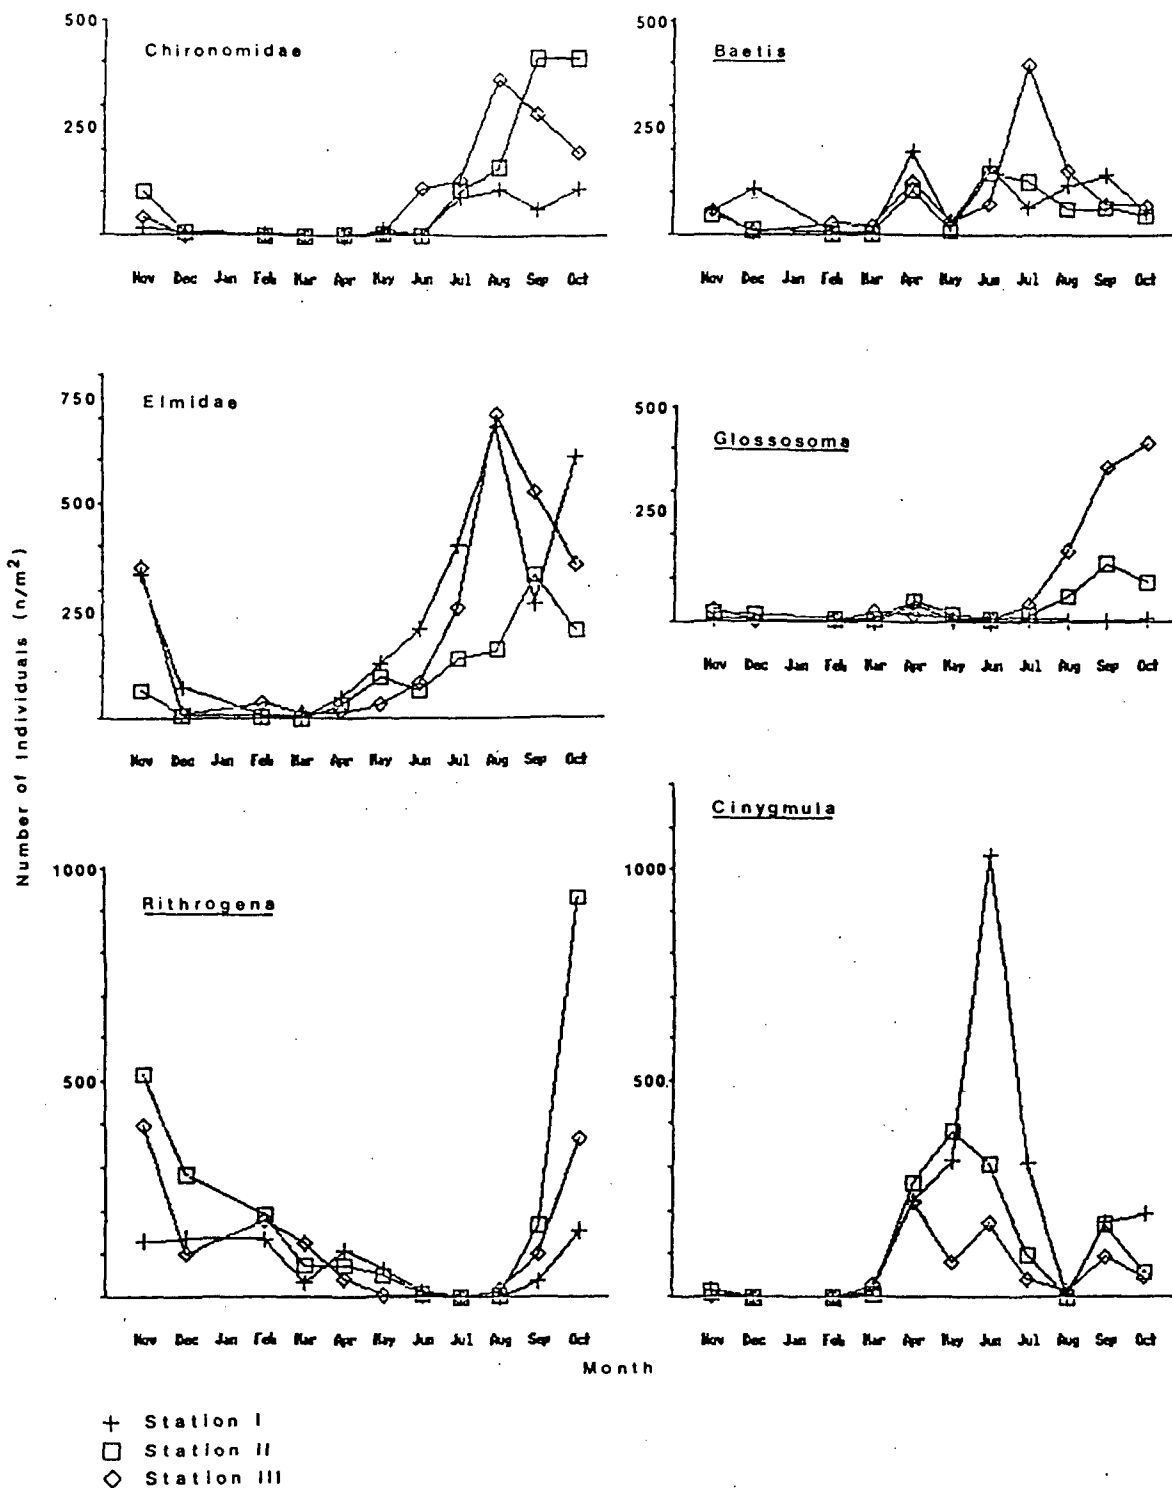 Number of Individuals (n/m²)
Chironomidae
500
250
Nov Dec Jan Feb Mar Apr May Jun Jul Aug Sep Oct
Baetis
500
250
Nov Dec Jan Feb Mar Apr May Jun Jul Aug Sep Oct
Elmidae
750
500
250
Nov Dec Jan Feb Mar Apr May Jun Jul Aug Sep Oct
Glossosoma
500
250
Nov Dec Jan Feb Mar Apr May Jun Jul Aug Sep Oct
Rithrogena
1000
500
Nov Dec Jan Feb Mar Apr May Jun Jul Aug Sep Oct
Cinygmula
1000
500
Nov Dec Jan Feb Mar Apr May Jun Jul Aug Sep Oct
Month
Station I
Station II
Station III